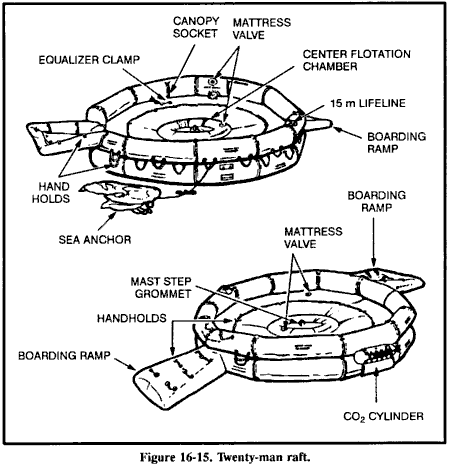 CANOPY
SOCKET
MATTRESS
VALVE
EQUALIZER CLAMP
CENTER FLOTATION
CHAMBER
15 m LIFELINE
BOARDING
RAMP
HAND
HOLDS
SEA ANCHOR
BOARDING
RAMP
MATTRESS
VALVE
MAST STEP
GROMMET
HANDHOLDS
BOARDING RAMP
CO₂ CYLINDER
Figure 16-15. Twenty-man raft.